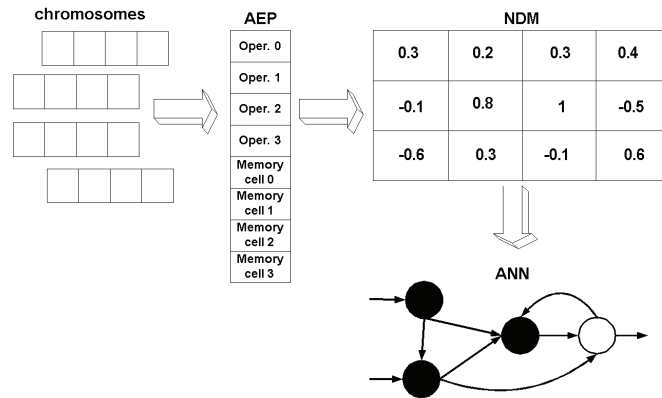 chromosomes
AEP
Oper. 0
Oper. 1
Oper. 2
Oper. 3
Memory
cell 0
Memory
cell 1
Memory
cell 2
Memory
cell 3
NDM
0.3 0.2 0.3 0.4
-0.1 0.8 1 -0.5
-0.6 0.3 -0.1 0.6
ANN